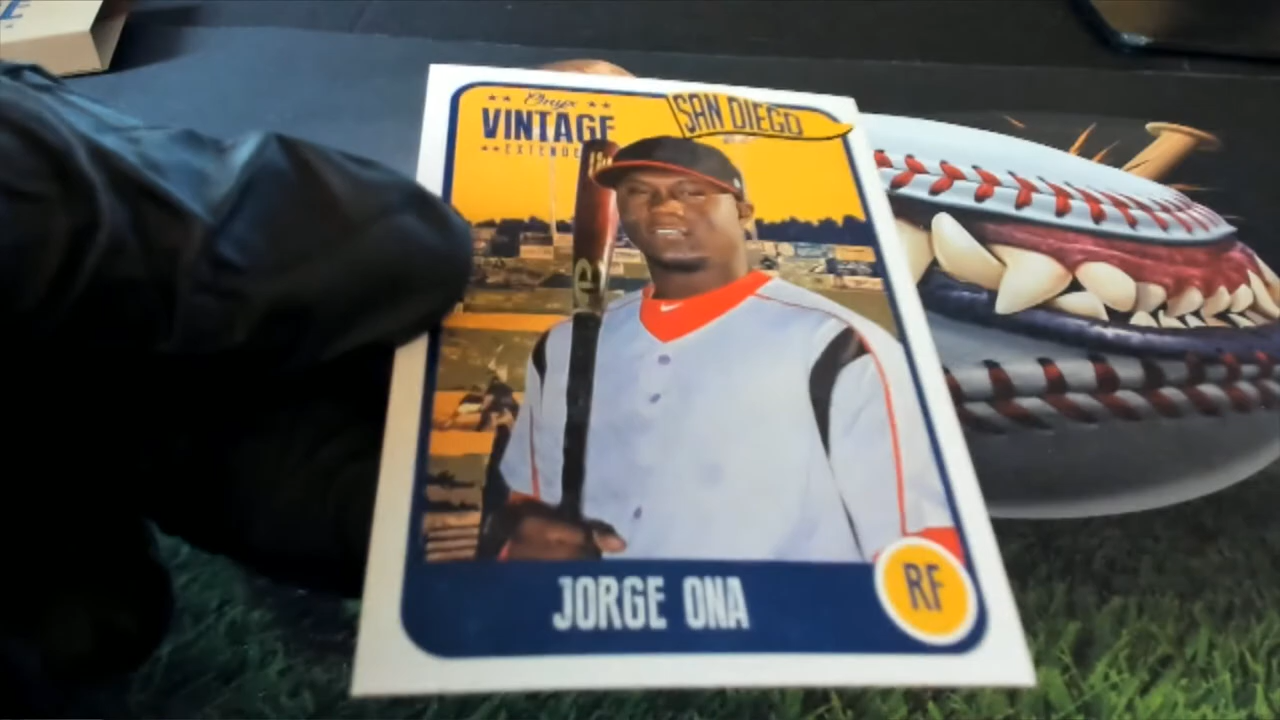 Onyx
VINTAGE
SAN DIEGO
JORGE ONA
RF